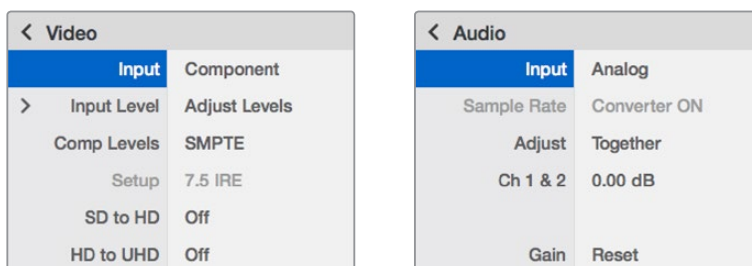 < Video
Input Component
> Input Level Adjust Levels
Comp Levels SMPTE
Setup 7.5 IRE
SD to HD Off
HD to UHD Off
< Audio
Input Analog
Sample Rate Converter ON
Adjust Together
Ch 1 & 2 0.00 dB
Gain Reset